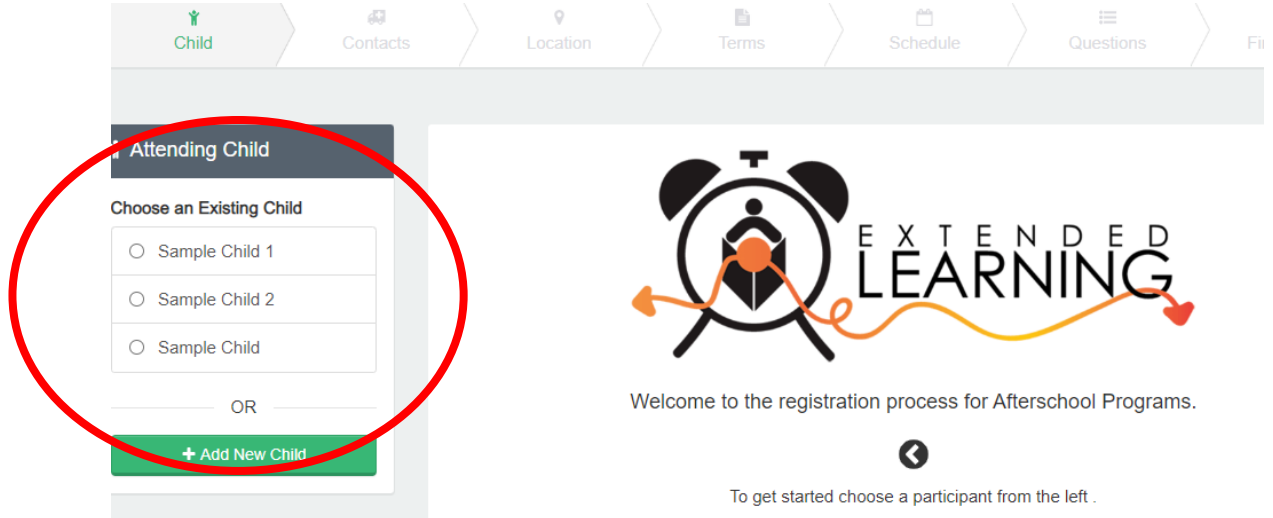 Child
Contacts
Location
Terms
Schedule
Questions
Attending Child
Choose an Existing Child
Sample Child 1
Sample Child 2
Sample Child
OR
+ Add New Child
EXTENDED
LEARNING
Welcome to the registration process for Afterschool Programs.
To get started choose a participant from the left .